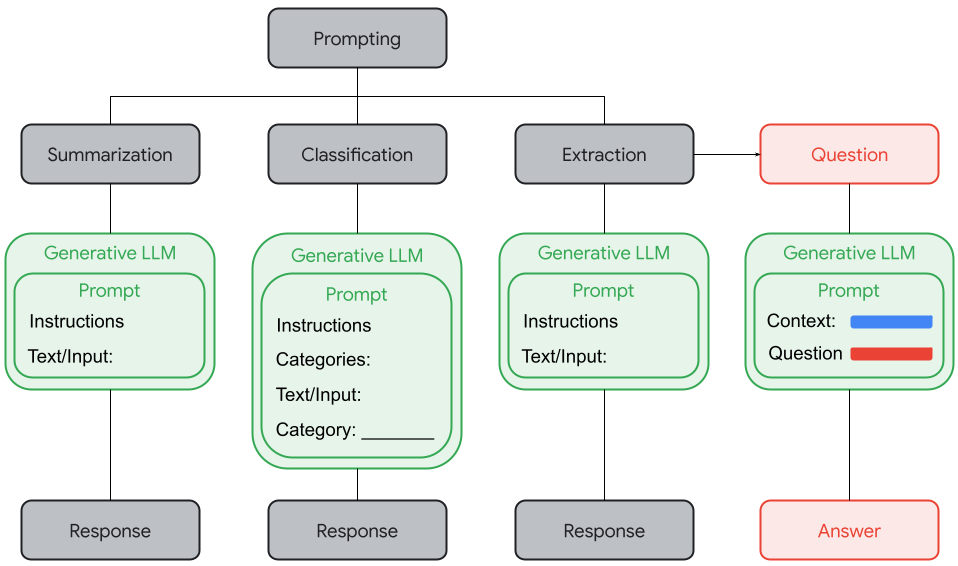 Prompting
Summarization
Classification
Extraction
Question
Generative LLM
Prompt
Instructions
Text/Input:
Generative LLM
Prompt
Instructions
Categories:
Text/Input:
Category: ________
Generative LLM
Prompt
Instructions
Text/Input:
Generative LLM
Prompt
Context:
Question
Response
Response
Response
Answer